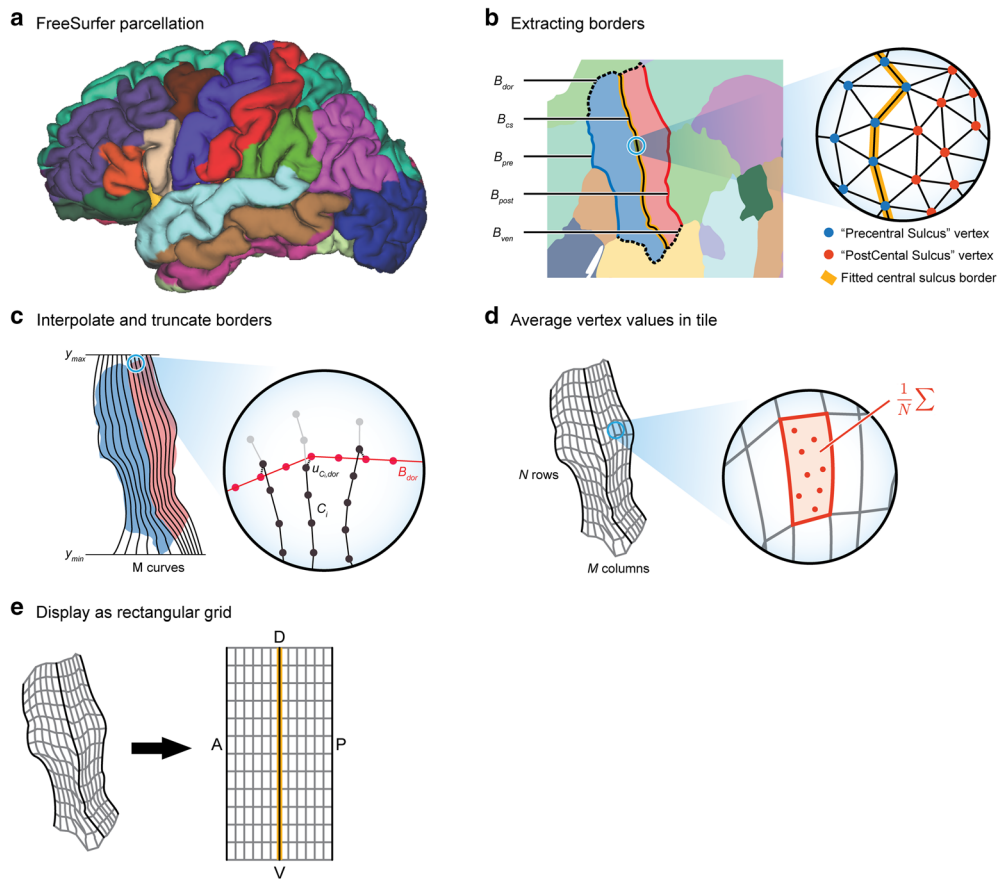 a FreeSurfer parcellation
b Extracting borders
B_dor
B_cs
B_pre
B_post
B_ven
“Precentral Sulcus” vertex
“PostCental Sulcus” vertex
Fitted central sulcus border
c Interpolate and truncate borders
y_max
y_min
M curves
u_Ci,dor
C_i
B_dor
d Average vertex values in tile
N rows
M columns
1/N ∑
e Display as rectangular grid
D
A
P
V